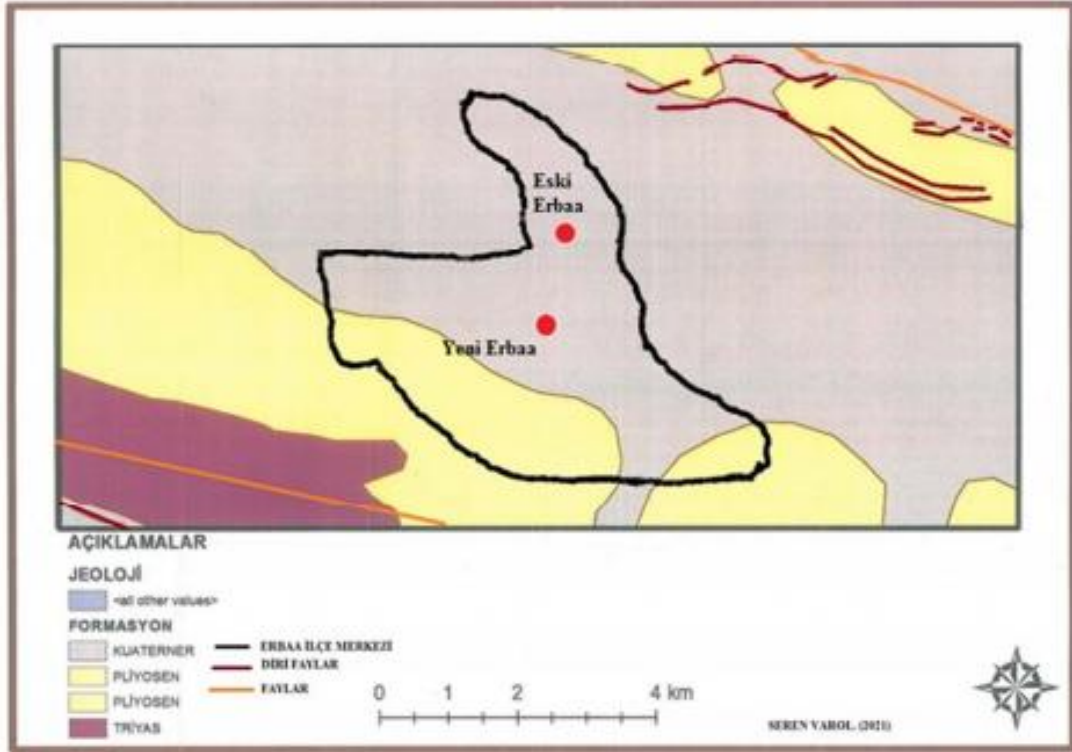 Eski
Erbaa
Yeni Erbaa
AÇIKLAMALAR
JEOLOJİ
<all other values>
FORMASYON
KUATERNER
PLİYOSEN
PLİYOSEN
TRİYAS
ERBAA İLÇE MERKEZİ
DİRİ FAYLAR
FAYLAR
0 1 2 4 km
SEREN VAROL (2021)